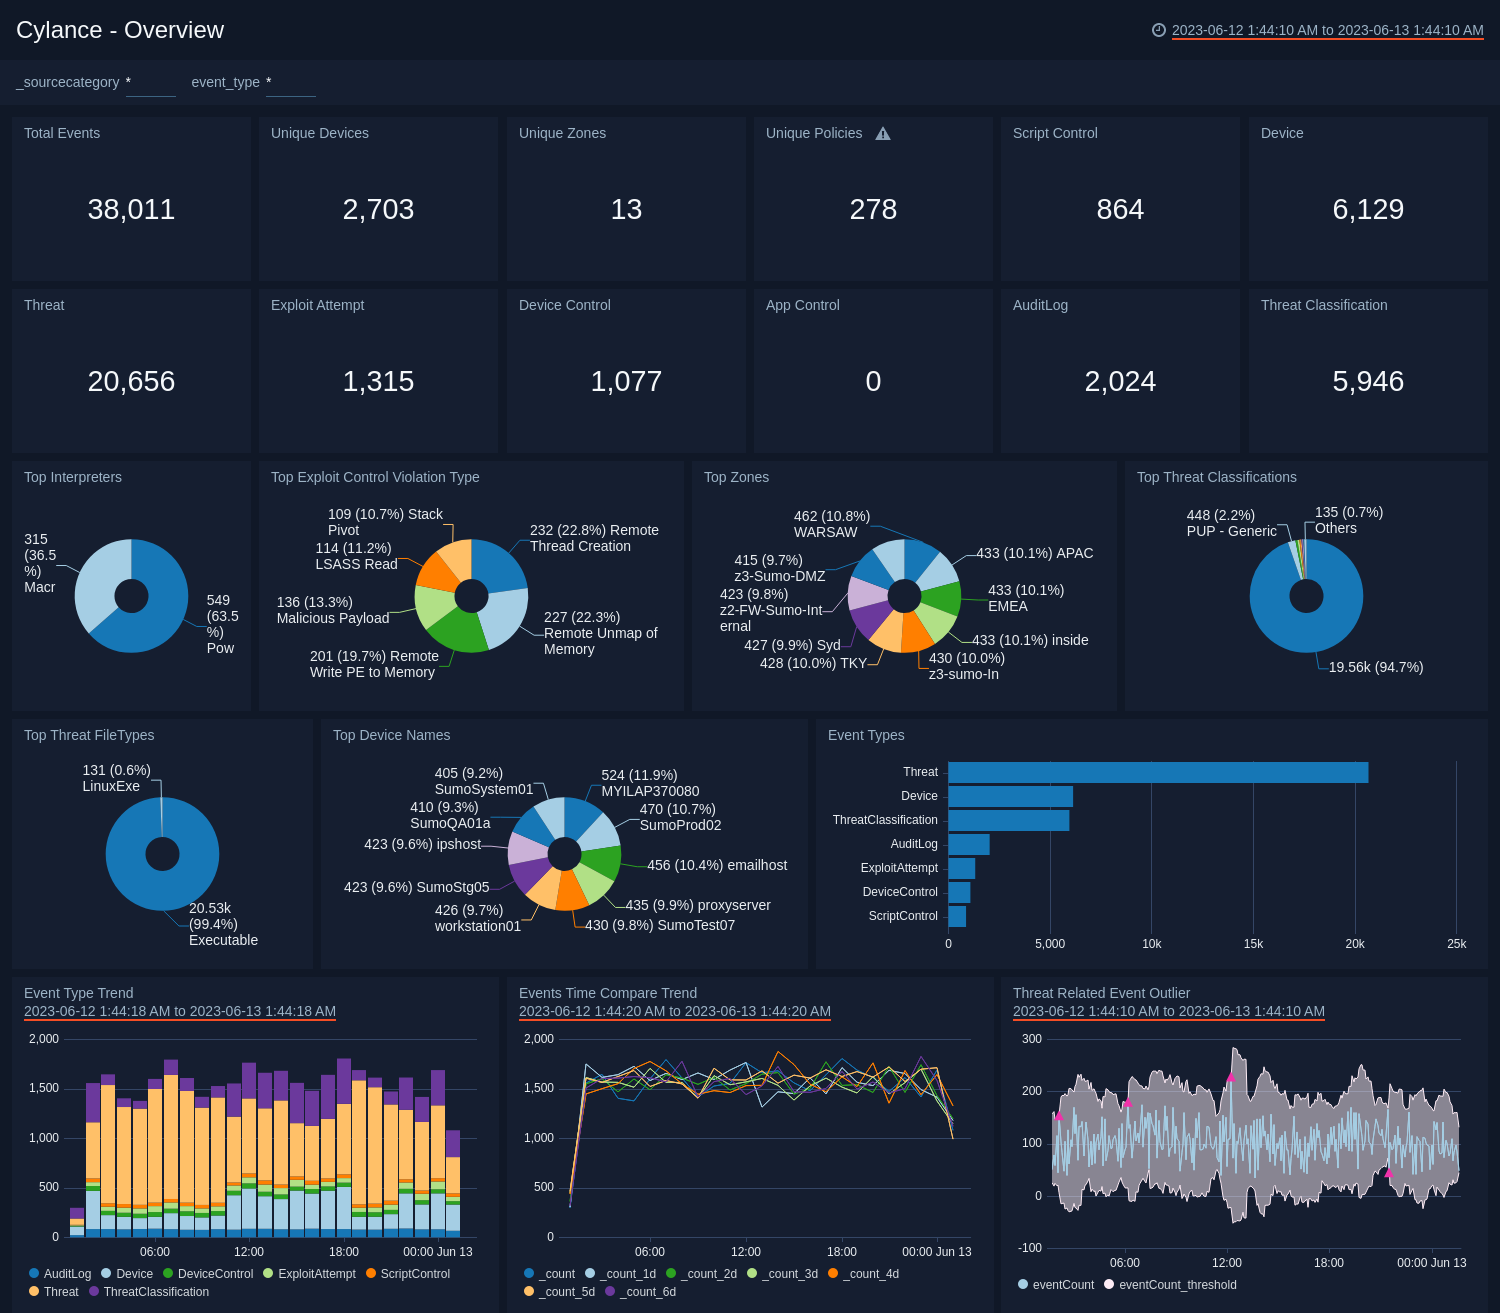 Cylance - Overview
2023-06-12 1:44:10 AM to 2023-06-13 1:44:10 AM
_sourcecategory *
event_type *
Total Events
38,011
Unique Devices
2,703
Unique Zones
13
Unique Policies
278
Script Control
864
Device
6,129
Threat
20,656
Exploit Attempt
1,315
Device Control
1,077
App Control
0
AuditLog
2,024
Threat Classification
5,946
Top Interpreters
315
(36.5
%)
Macr
549
(63.5
%)
Pow
Top Exploit Control Violation Type
109 (10.7%) Stack
Pivot
114 (11.2%)
LSASS Read
136 (13.3%)
Malicious Payload
201 (19.7%) Remote
Write PE to Memory
232 (22.8%) Remote
Thread Creation
227 (22.3%)
Remote Unmap of
Memory
Top Zones
462 (10.8%)
WARSAW
415 (9.7%)
z3-Sumo-DMZ
423 (9.8%)
z2-FW-Sumo-Int
ernal
427 (9.9%) Syd
428 (10.0%) TKY
433 (10.1%) APAC
433 (10.1%)
EMEA
433 (10.1%) inside
430 (10.0%)
z3-sumo-In
Top Threat Classifications
448 (2.2%)
PUP - Generic
135 (0.7%)
Others
19.56k (94.7%)
Top Threat FileTypes
131 (0.6%)
LinuxExe
20.53k
(99.4%)
Executable
Top Device Names
405 (9.2%)
SumoSystem01
410 (9.3%)
SumoQA01a
423 (9.6%) ipshost
423 (9.6%) SumoStg05
426 (9.7%)
workstation01
524 (11.9%)
MYILAP370080
470 (10.7%)
SumoProd02
456 (10.4%) emailhost
435 (9.9%) proxyserver
430 (9.8%) SumoTest07
Event Types
Threat
Device
ThreatClassification
AuditLog
ExploitAttempt
DeviceControl
ScriptControl
0 5,000 10k 15k 20k 25k
Event Type Trend
2023-06-12 1:44:18 AM to 2023-06-13 1:44:18 AM
2,000
1,500
1,000
500
0
06:00 12:00 18:00 00:00 Jun 13
AuditLog Device DeviceControl ExploitAttempt ScriptControl
Threat ThreatClassification
Events Time Compare Trend
2023-06-12 1:44:20 AM to 2023-06-13 1:44:20 AM
2,000
1,500
1,000
500
0
06:00 12:00 18:00 00:00 Jun 13
_count _count_1d _count_2d _count_3d _count_4d
_count_5d _count_6d
Threat Related Event Outlier
2023-06-12 1:44:10 AM to 2023-06-13 1:44:10 AM
300
200
100
0
-100
06:00 12:00 18:00 00:00 Jun 13
eventCount eventCount_threshold